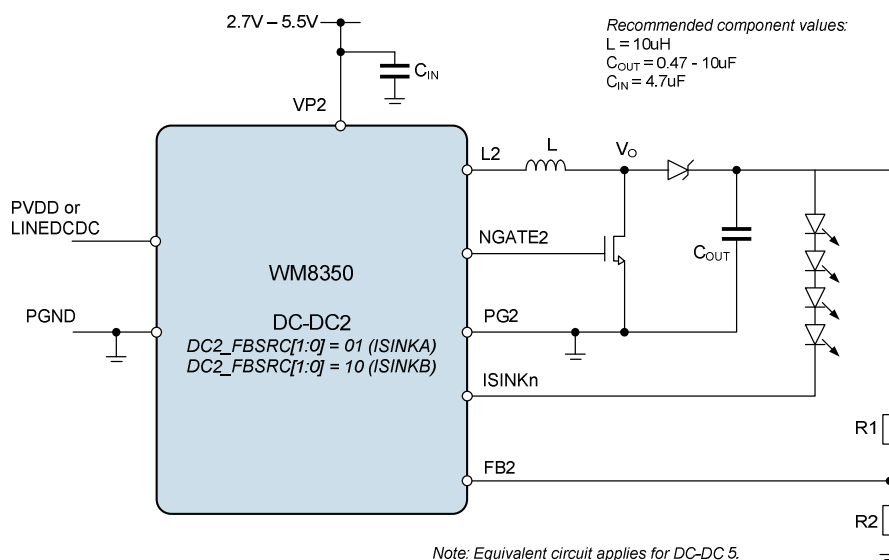 2.7V – 5.5V
Recommended component values:
L = 10uH
COUT = 0.47 - 10uF
CIN = 4.7uF
CIN
VP2
L2
L
VO
PVDD or
LINEDCDC
NGATE2
COUT
WM8350
PGND
DC-DC2
PG2
DC2_FBSRC[1:0] = 01 (ISINKA)
DC2_FBSRC[1:0] = 10 (ISINKB)
ISINKn
R1
FB2
R2
Note: Equivalent circuit applies for DC-DC 5.